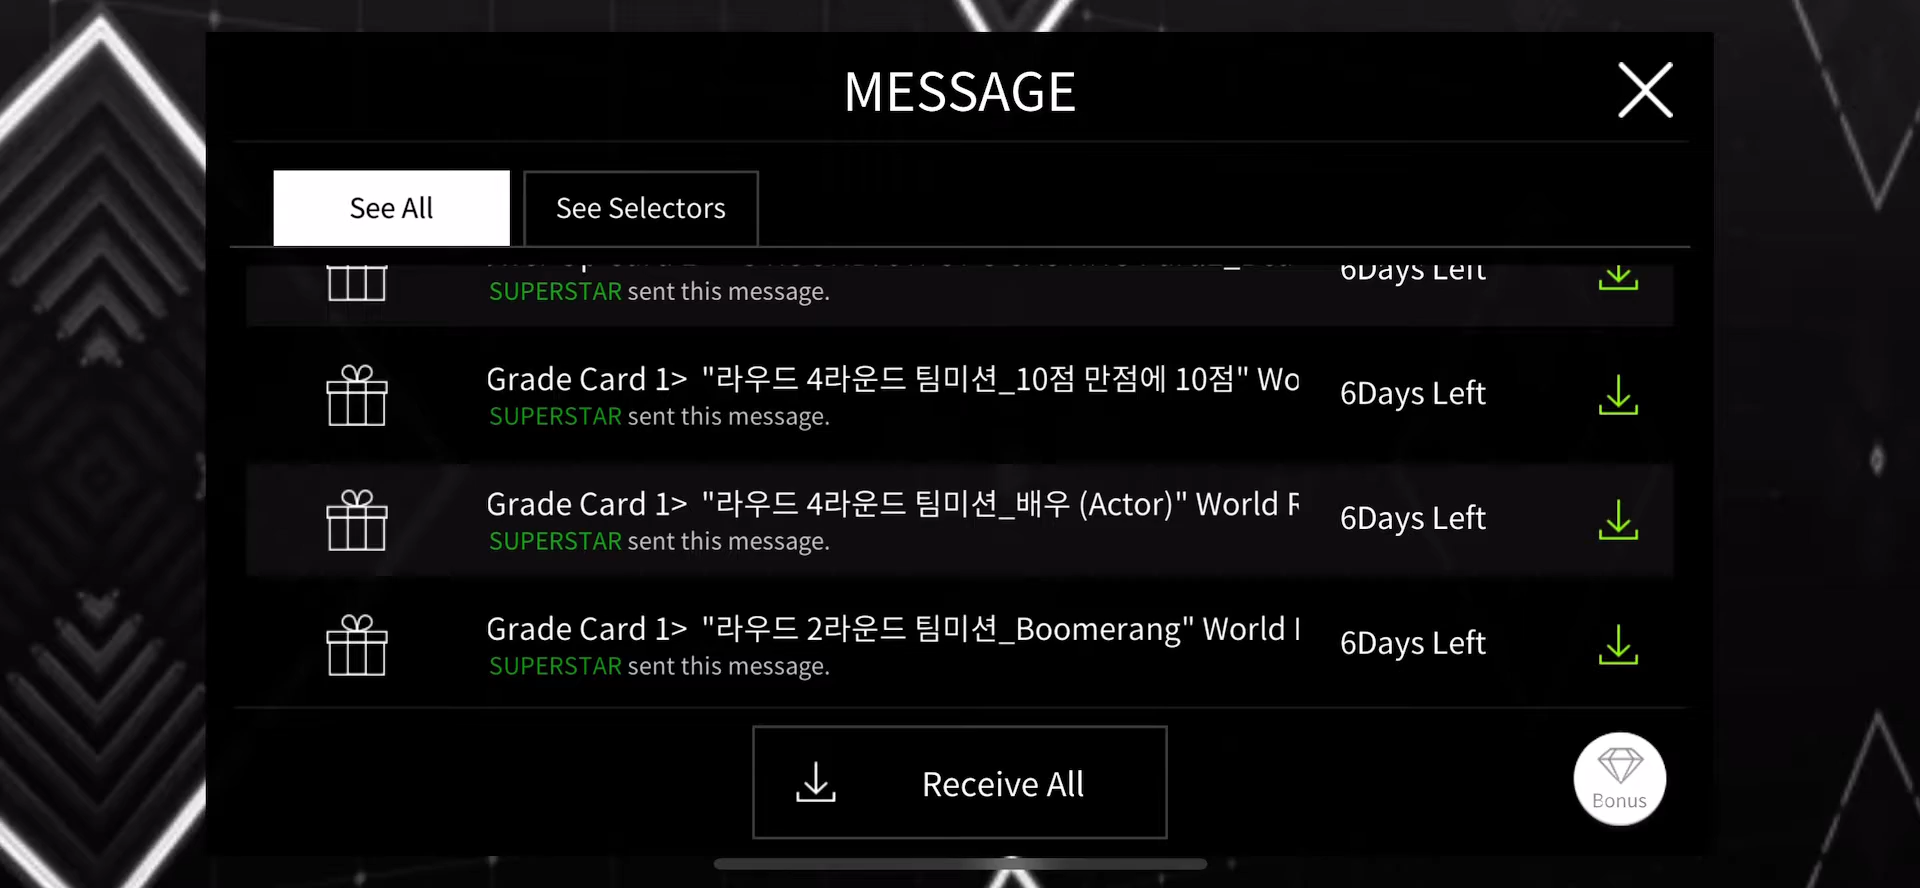 MESSAGE
See All
See Selectors
6Days Left
SUPERSTAR sent this message.
Grade Card 1> "라우드 4라운드 팀미션_10점 만점에 10점" Wo
6Days Left
SUPERSTAR sent this message.
Grade Card 1> "라우드 4라운드 팀미션_배우 (Actor)" World R
6Days Left
SUPERSTAR sent this message.
Grade Card 1> "라우드 2라운드 팀미션_Boomerang" World
6Days Left
SUPERSTAR sent this message.
Receive All
Bonus